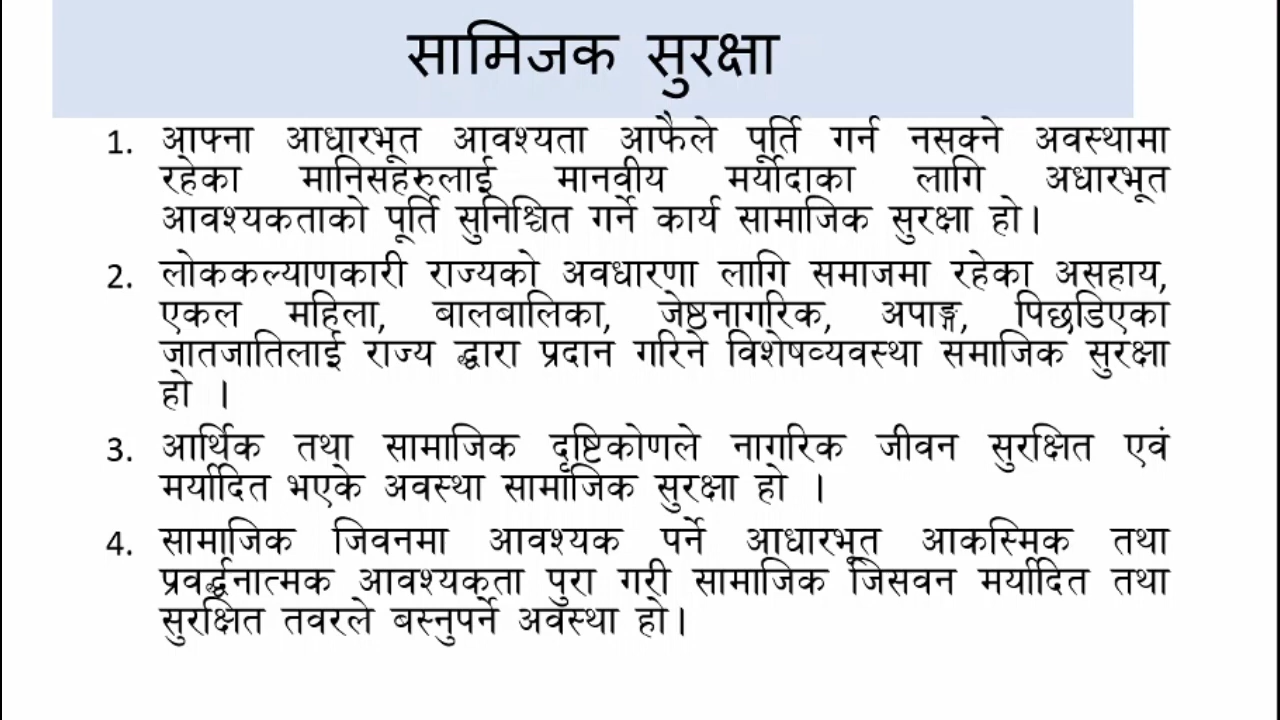 सामिजक सुरक्षा
1. आफ्ना आधारभूत आवश्यता आफैले पूर्ति गर्न नसक्ने अवस्थामा
रहेका मानिसहरुलाई मानवीय मर्यादाका लागि अधारभूत
आवश्यकताको पूर्ति सुनिश्चित गर्ने कार्य सामाजिक सुरक्षा हो।
2. लोककल्याणकारी राज्यको अवधारणा लागि समाजमा रहेका असहाय,
एकल महिला, बालबालिका, जेष्ठनागरिक, अपाङ्ग, पिछडिएका
जातजातिलाई राज्य द्धारा प्रदान गरिने विशेषव्यवस्था समाजिक सुरक्षा
हो ।
3. आर्थिक तथा सामाजिक दृष्टिकोणले नागरिक जीवन सुरक्षित एवं
मर्यादित भएके अवस्था सामाजिक सुरक्षा हो ।
4. सामाजिक जिवनमा आवश्यक पर्ने आधारभूत आकस्मिक तथा
प्रवर्द्धनात्मक आवश्यकता पुरा गरी सामाजिक जिसवन मर्यादित तथा
सुरक्षित तवरले बस्नुपर्ने अवस्था हो।